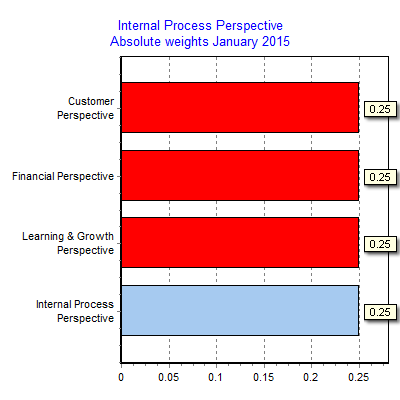 Internal Process Perspective
Absolute weights January 2015
Customer
Perspective
0.25
Financial Perspective
0.25
Learning & Growth
Perspective
0.25
Internal Process
Perspective
0.25
0 0.05 0.1 0.15 0.2 0.25